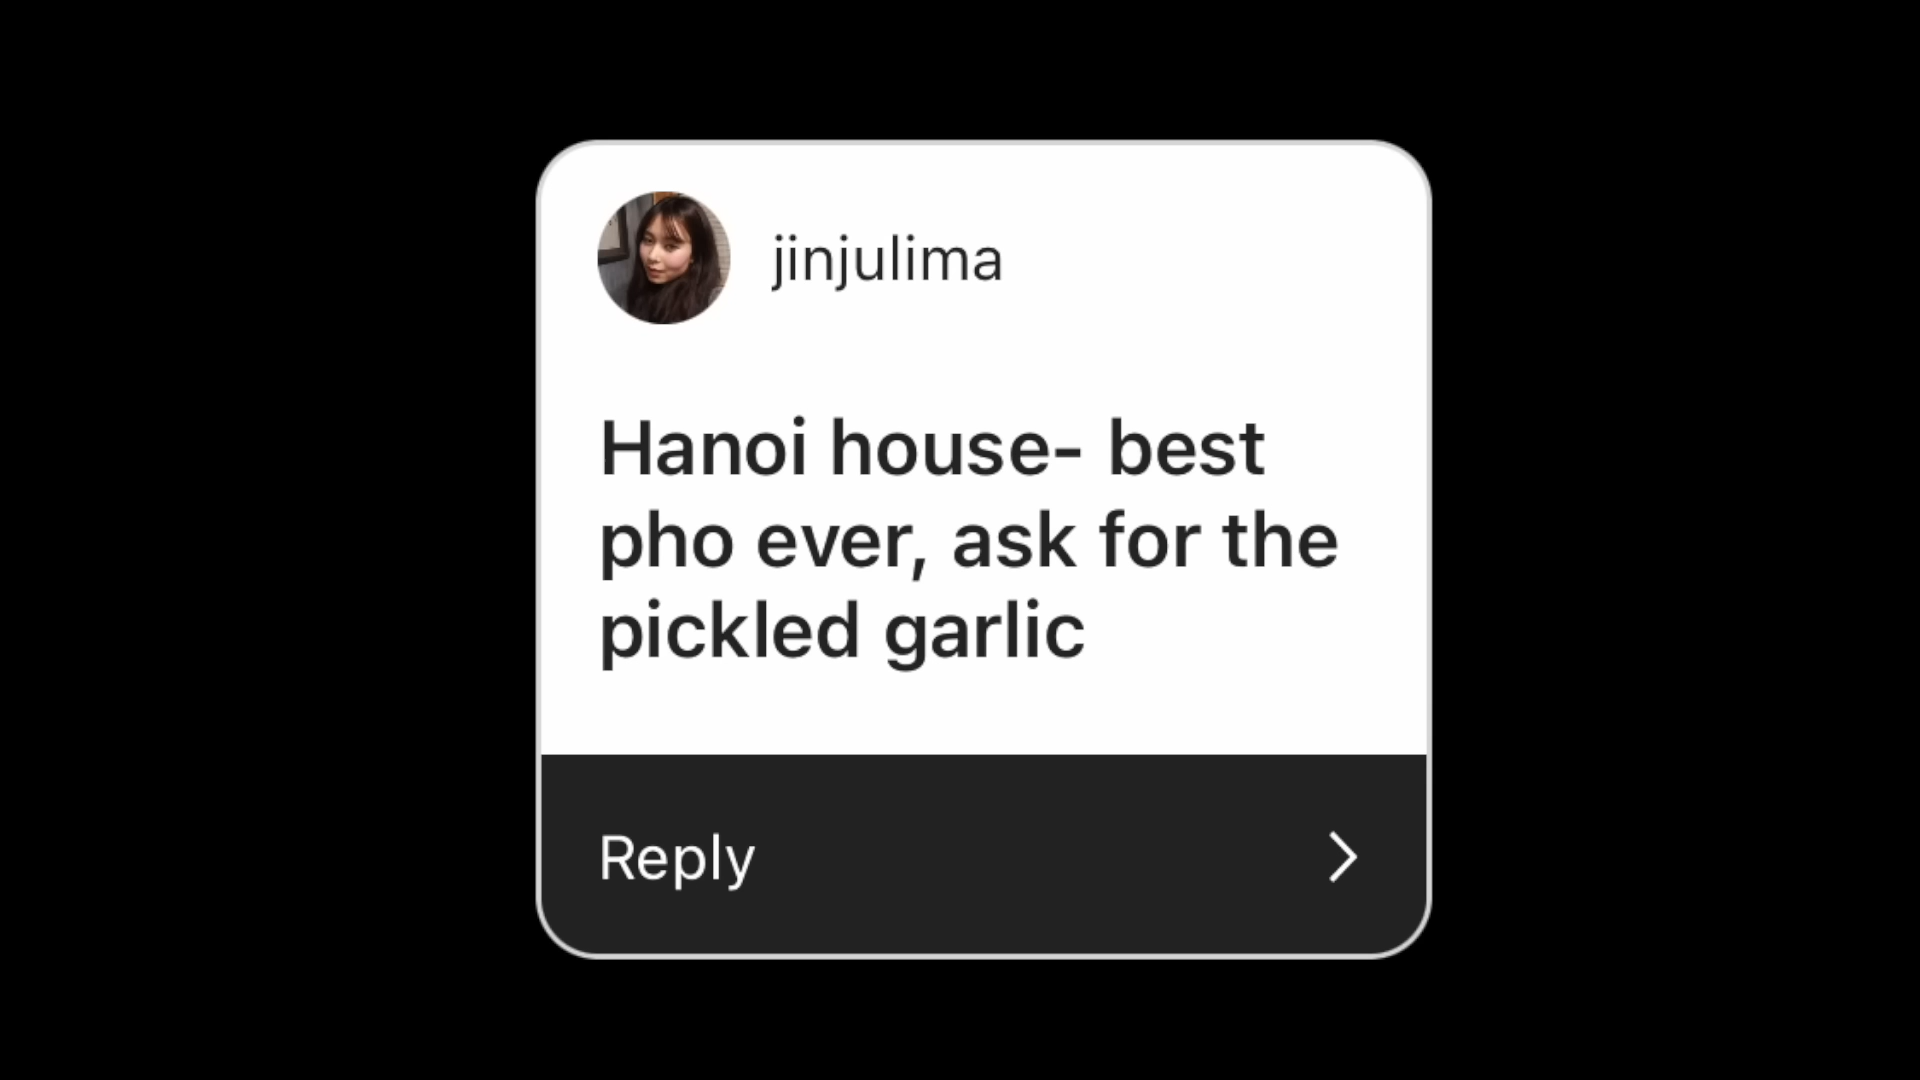 jinjulima
Hanoi house- best
pho ever, ask for the
pickled garlic
Reply